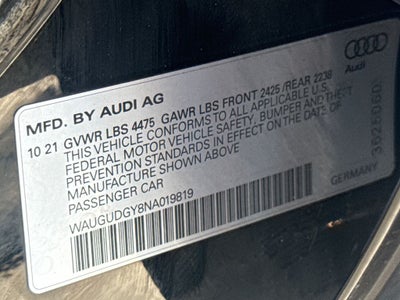 MFD. BY AUDI AG
Audi
10 21 GVWR LBS 4475 GAWR LBS FRONT 2425/REAR 2238
THIS VEHICLE CONFORMS TO ALL APPLICABLE U.S.
FEDERAL MOTOR VEHICLE SAFETY, BUMPER, AND THEFT
PREVENTION STANDARDS IN EFFECT ON THE DATE OF
MANUFACTURE SHOWN ABOVE.
PASSENGER CAR
WAUGUDGY8NA019819
GERMANY